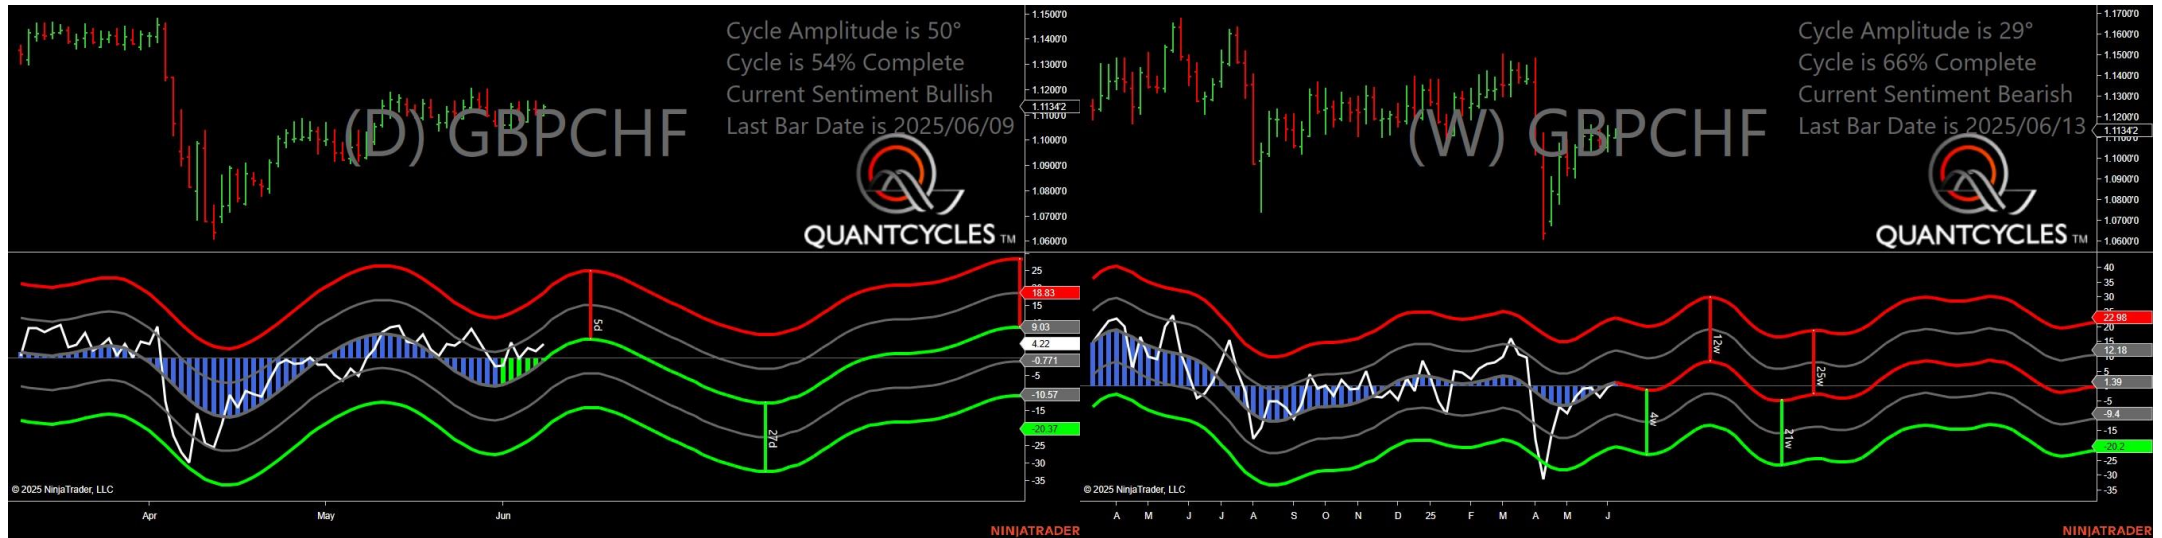 (D) GBPCHF
Cycle Amplitude is 50°
Cycle is 54% Complete
Current Sentiment Bullish
Last Bar Date is 2025/06/09
QUANTCYCLES TM
1.1500'0
1.1400'0
1.1300'0
1.1200'0
1.1134'2
1.1000'0
1.0900'0
1.0800'0
1.0700'0
1.0600'0
25
18.83
15
9.03
4.22
-0.771
-5
-10.57
-15
-20.37
-25
-30
-35
5d
27d
© 2025 NinjaTrader, LLC
Apr
May
Jun
NINJATRADER
(W) GBPCHF
Cycle Amplitude is 29°
Cycle is 66% Complete
Current Sentiment Bearish
Last Bar Date is 2025/06/13
QUANTCYCLES TM
1.1700'0
1.1600'0
1.1500'0
1.1400'0
1.1300'0
1.1200'0
1.1134'2
1.1000'0
1.0900'0
1.0800'0
1.0700'0
1.0600'0
40
35
30
22.98
20
12.18
5
1.39
-5
-9.4
-15
-20.2
-25
-30
-35
12w
25w
4w
21w
© 2025 NinjaTrader, LLC
A
M
J
J
A
S
O
N
D
25
F
M
A
M
J
NINJATRADER